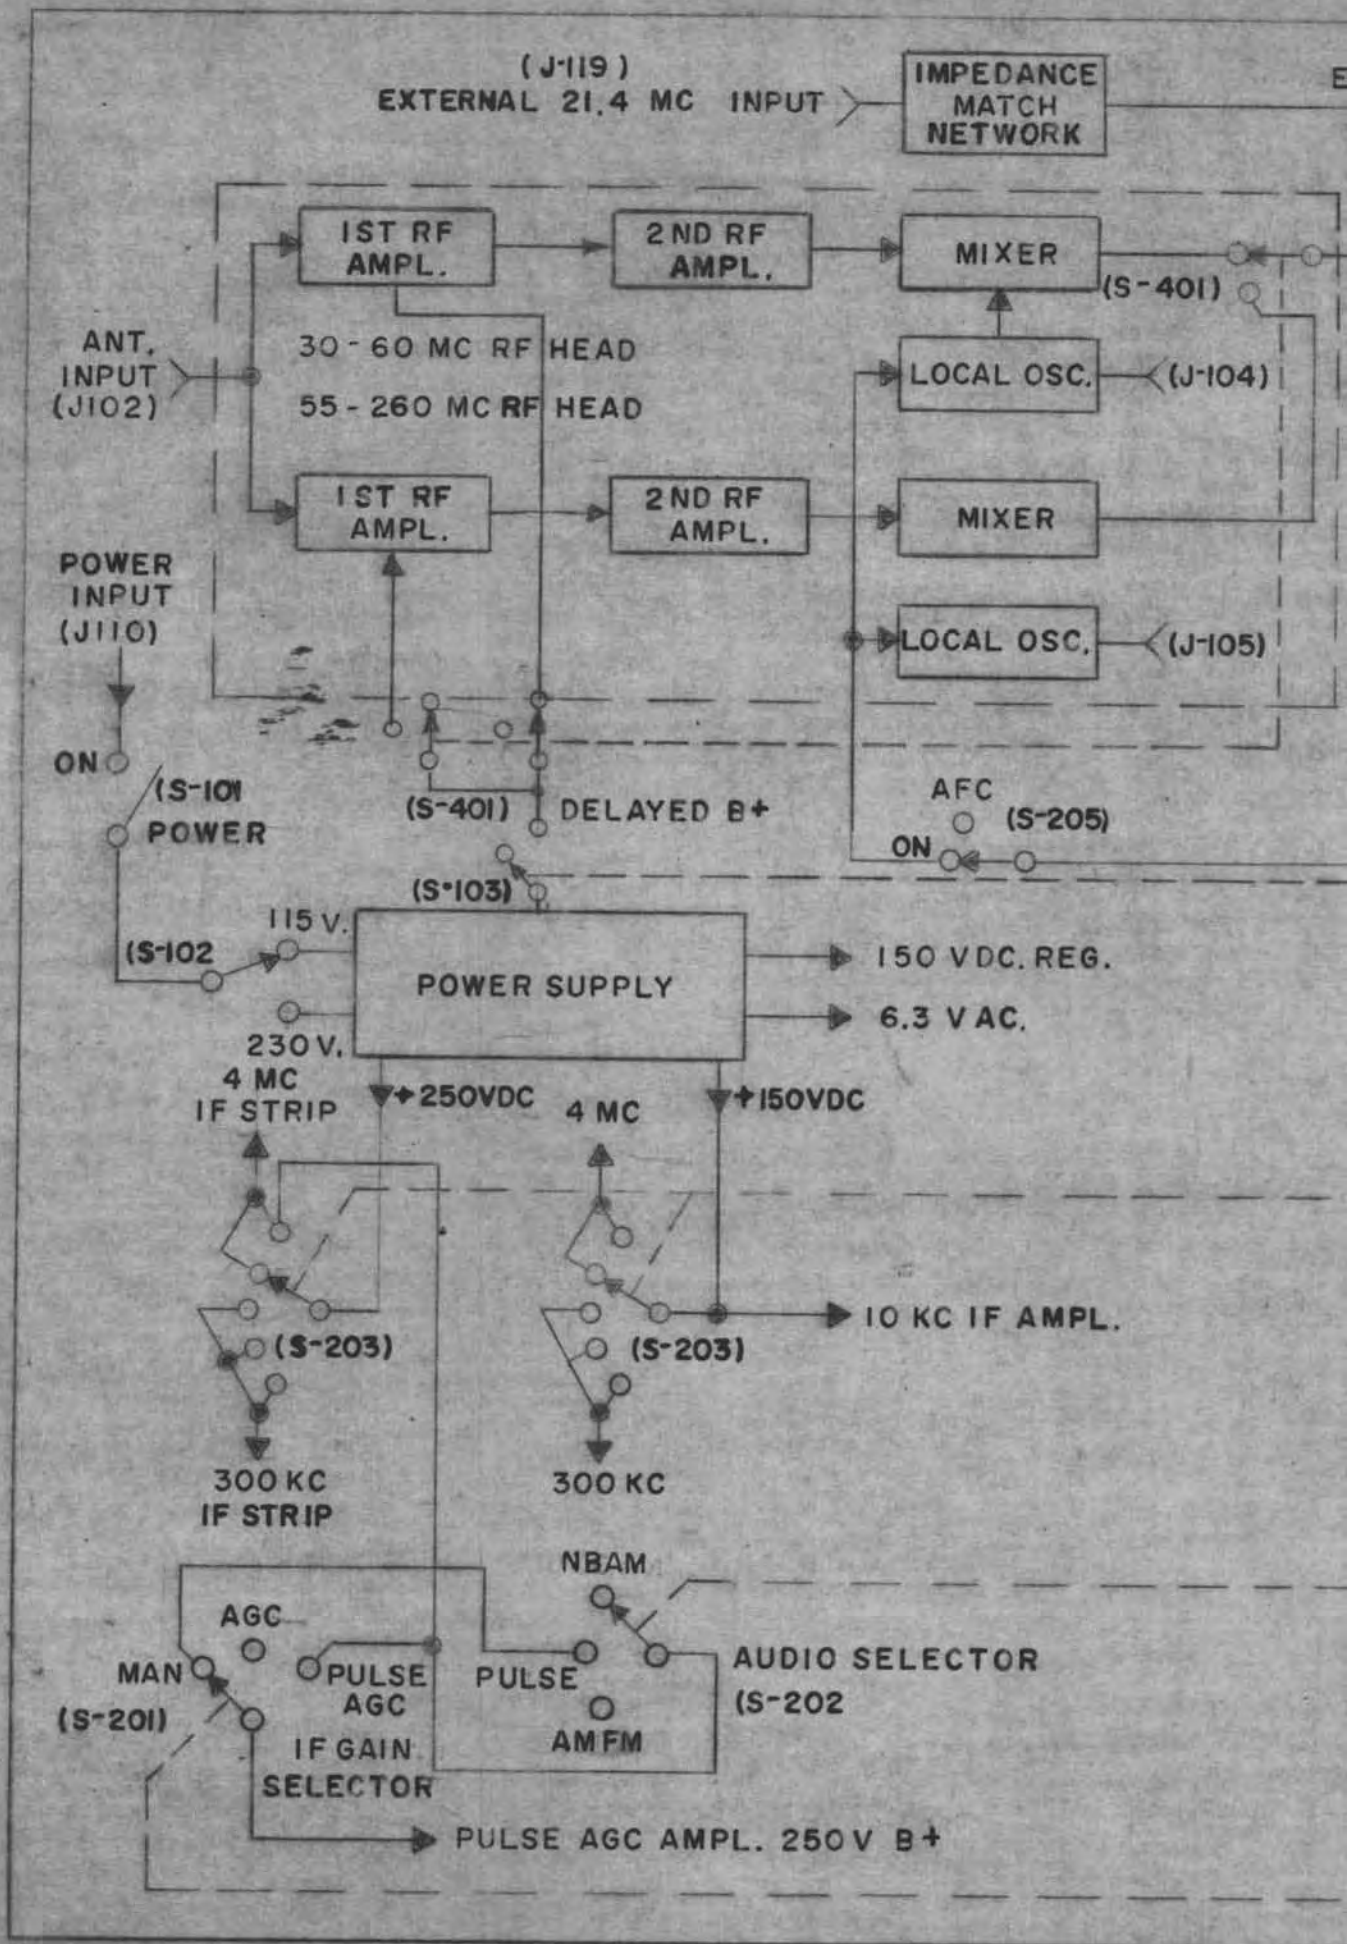 (J-119)
EXTERNAL 21.4 MC INPUT
IMPEDANCE
MATCH
NETWORK
E
1ST RF
AMPL.
2ND RF
AMPL.
MIXER
(S-401)
ANT.
INPUT
(J102)
30-60 MC RF HEAD
55-260 MC RF HEAD
LOCAL OSC.
(J-104)
1ST RF
AMPL.
2ND RF
AMPL.
MIXER
POWER
INPUT
(J110)
LOCAL OSC.
(J-105)
ON
(S-101
POWER
(S-401)
DELAYED B+
AFC
(S-205)
ON
(S-103)
115 V.
(S-102
230 V.
POWER SUPPLY
150 VDC. REG.
6.3 V AC.
4 MC
IF STRIP
+250VDC
4 MC
+150VDC
(S-203)
(S-203)
10 KC IF AMPL.
300 KC
IF STRIP
300 KC
NBAM
AGC
MAN
(S-201)
PULSE
AGC
PULSE
AUDIO SELECTOR
(S-202
AM FM
IF GAIN
SELECTOR
PULSE AGC AMPL. 250V B+